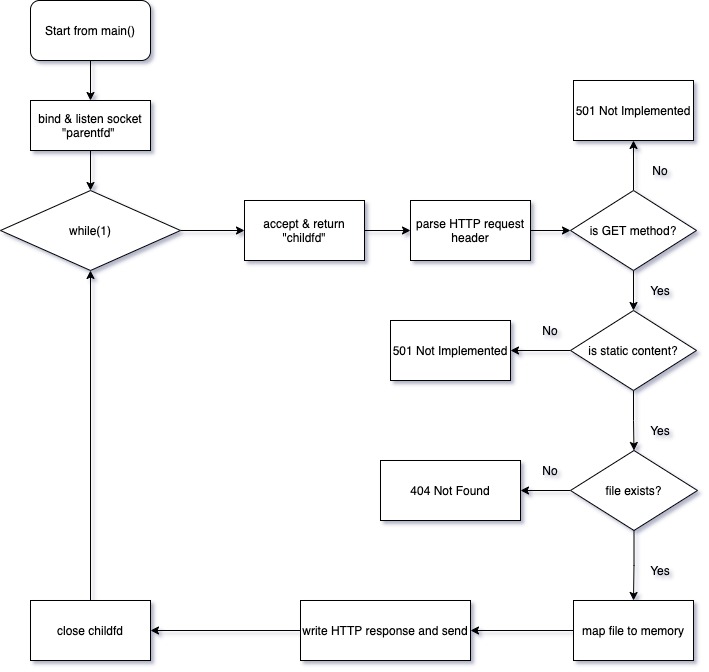 Start from main()
bind & listen socket
"parentfd"
while(1)
accept & return
"childfd"
parse HTTP request
header
is GET method?
No
501 Not Implemented
Yes
is static content?
No
501 Not Implemented
Yes
file exists?
No
404 Not Found
Yes
map file to memory
write HTTP response and send
close childfd